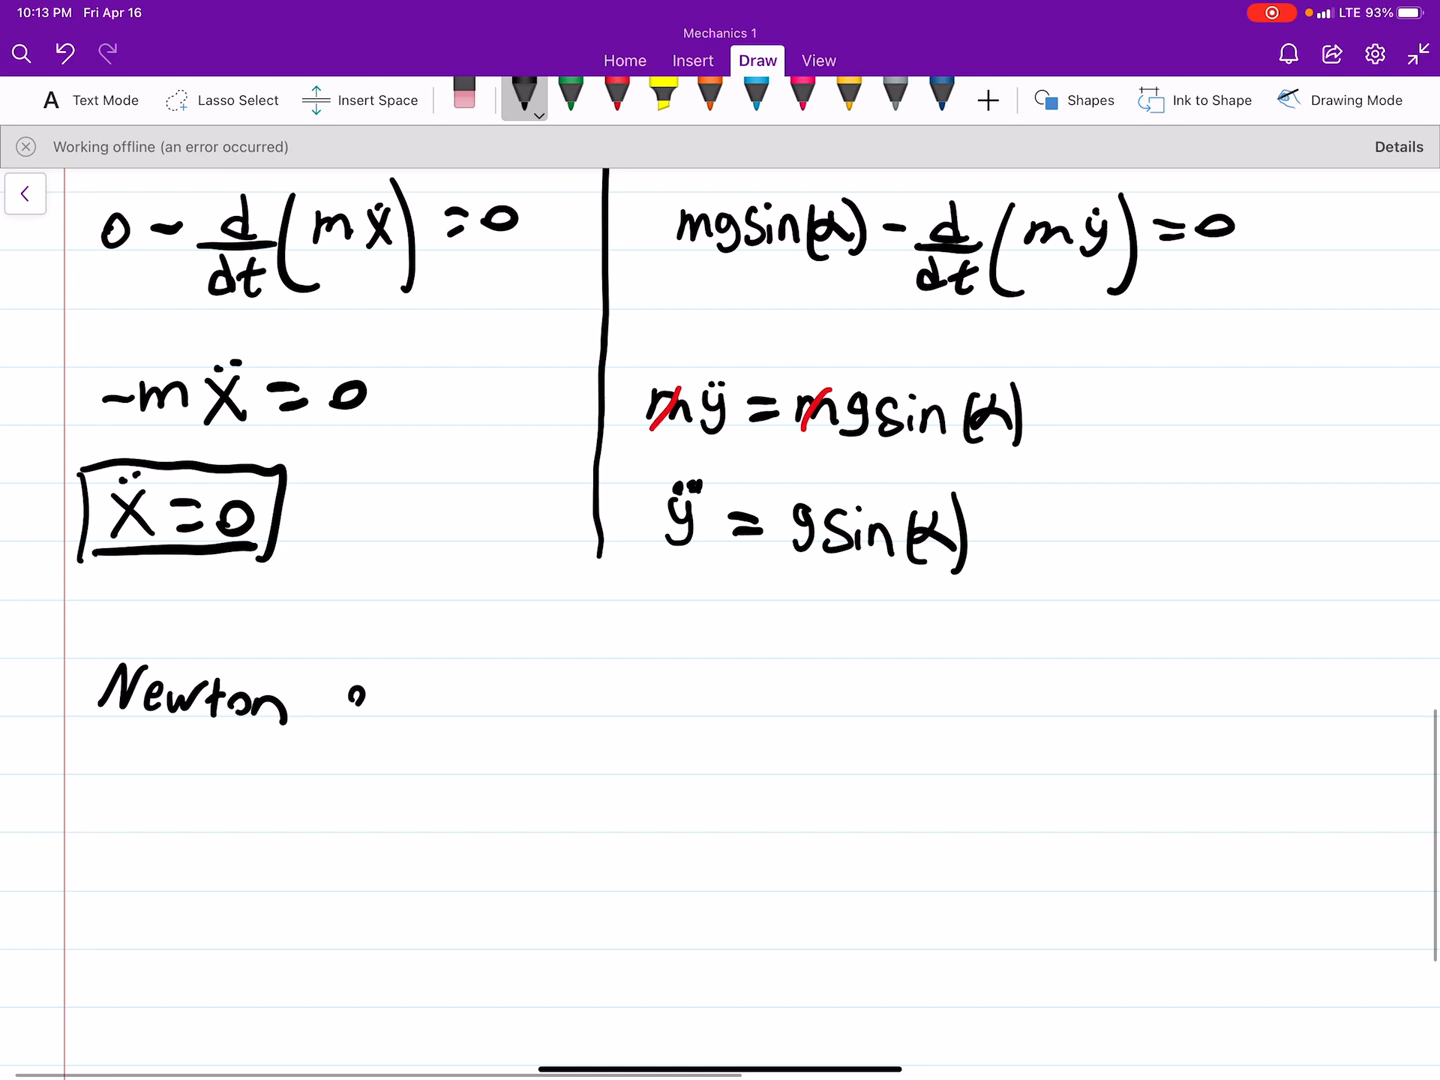 10:13 PM Fri Apr 16 LTE 93%
Mechanics 1
Home Insert Draw View
A Text Mode Lasso Select Insert Space Shapes Ink to Shape Drawing Mode
Working offline (an error occurred) Details
0 - d/dt (mẋ) = 0
-mẍ = 0
ẍ = 0
mg sin(α) - d/dt (mẏ) = 0
mÿ = mg sin(α)
ÿ = g sin(α)
Newton